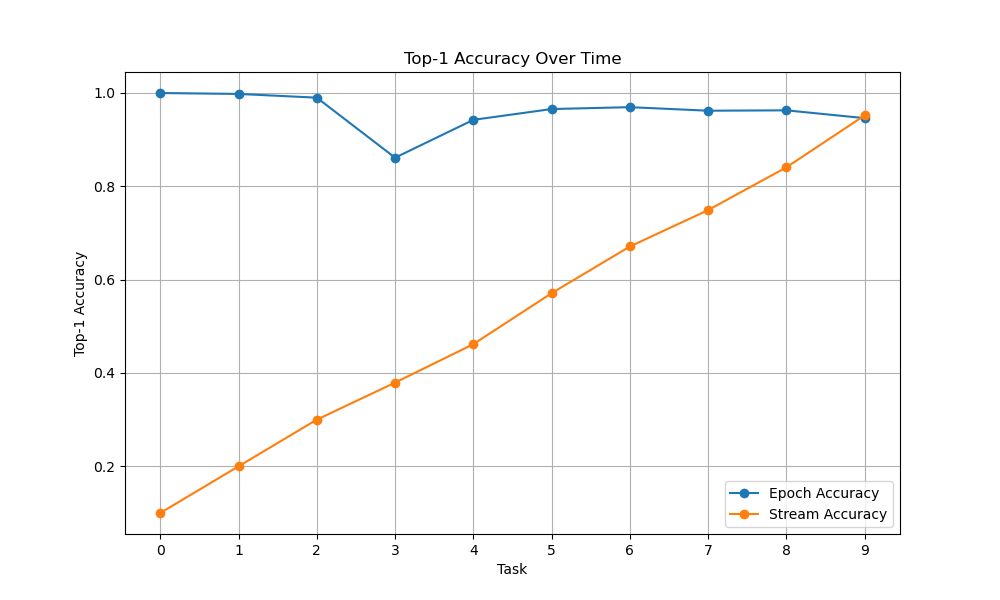 Top-1 Accuracy Over Time
Top-1 Accuracy
1.0
0.8
0.6
0.4
0.2
0 1 2 3 4 5 6 7 8 9
Task
Epoch Accuracy
Stream Accuracy